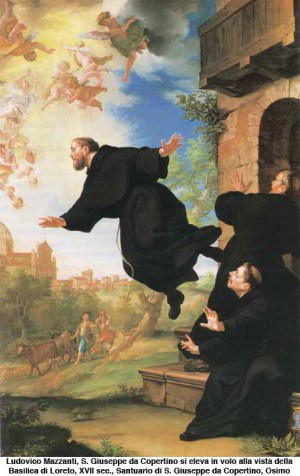 Ludovico Mazzanti, S. Giuseppe da Copertino si eleva in volo alla vista della
Basilica di Loreto, XVII sec., Santuario di S. Giuseppe da Copertino, Osimo